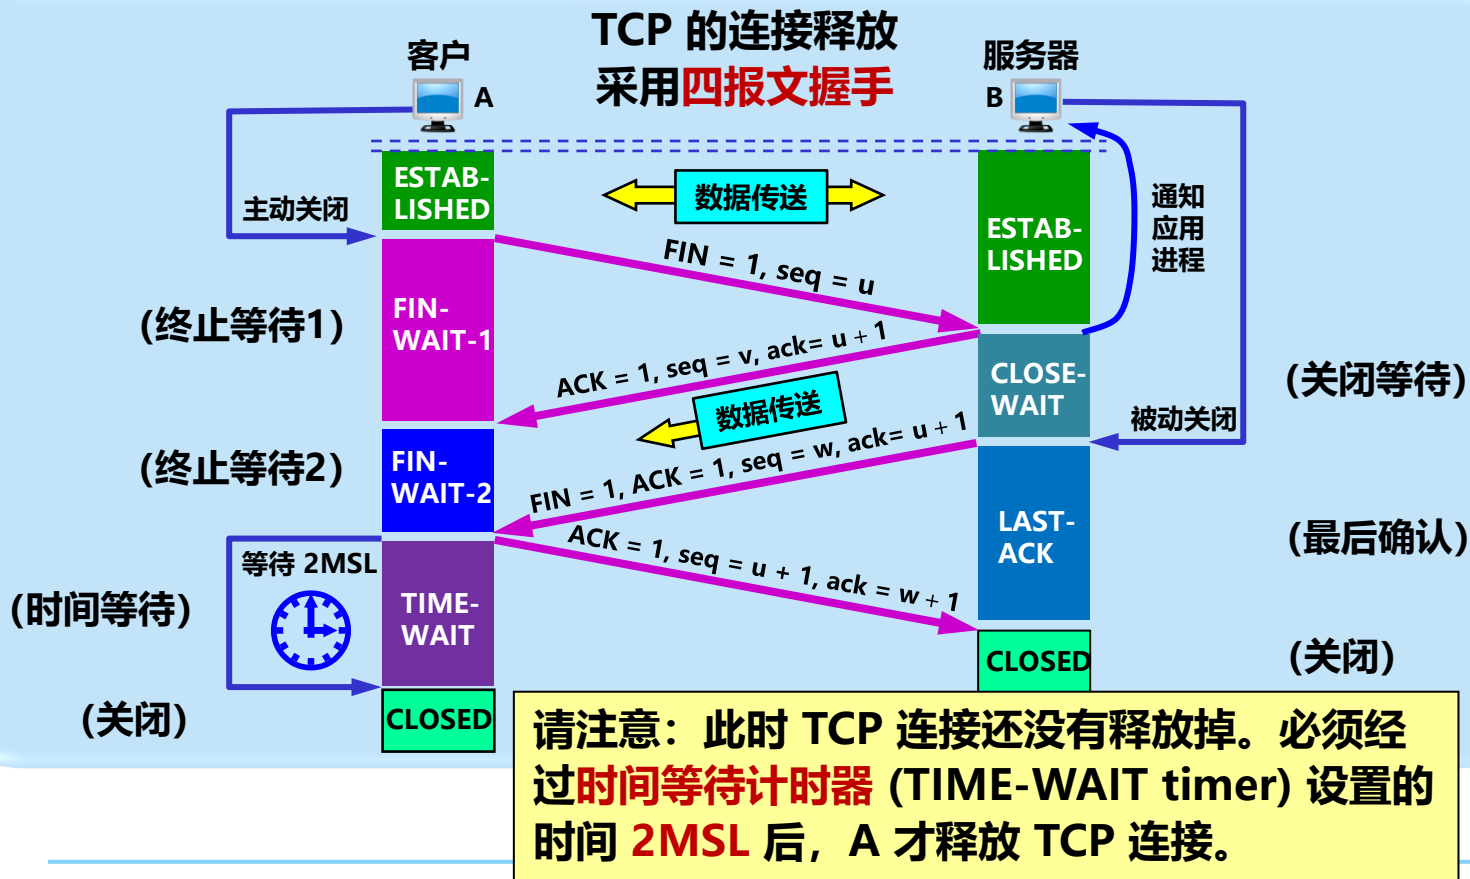 TCP 的连接释放
采用四报文握手
客户
A
服务器
B
ESTAB-
LISHED
主动关闭
数据传送
ESTAB-
LISHED
通知
应用
进程
FIN = 1, seq = u
(终止等待1)
FIN-
WAIT-1
ACK = 1, seq = v, ack= u + 1
CLOSE-
WAIT
(关闭等待)
数据传送
被动关闭
(终止等待2)
FIN-
WAIT-2
FIN = 1, ACK = 1, seq = w, ack= u + 1
LAST-
ACK
(最后确认)
等待 2MSL
ACK = 1, seq = u + 1, ack = w + 1
(时间等待)
TIME-
WAIT
CLOSED
(关闭)
(关闭)
CLOSED
请注意：此时 TCP 连接还没有释放掉。必须经
过时间等待计时器 (TIME-WAIT timer) 设置的
时间 2MSL 后，A 才释放 TCP 连接。